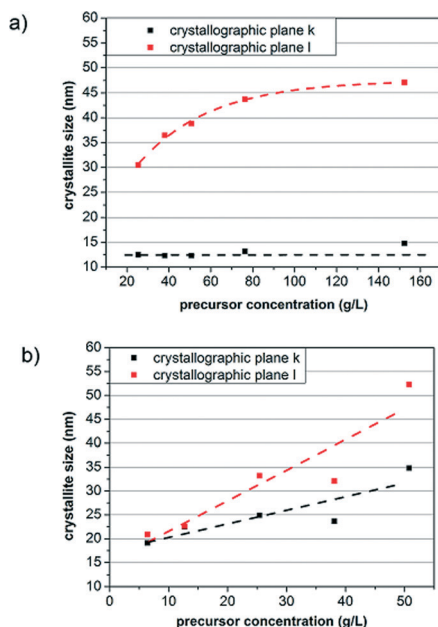 a)
60
55
50
45
40
35
30
25
20
15
10
crystallite size (nm)
crystallographic plane k
crystallographic plane l
20 40 60 80 100 120 140 160
precursor concentration (g/L)
b)
60
55
50
45
40
35
30
25
20
15
10
crystallite size (nm)
crystallographic plane k
crystallographic plane l
0 10 20 30 40 50
precursor concentration (g/L)